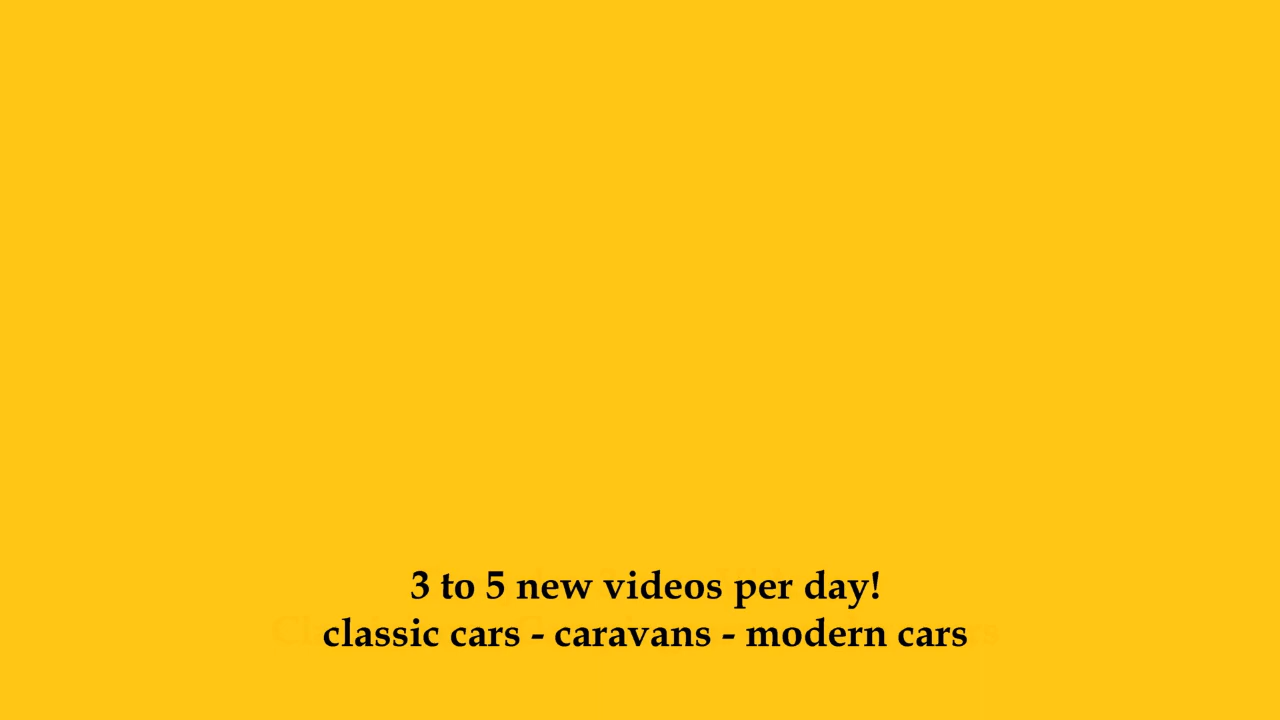 3 to 5 new videos per day!
classic cars - caravans - modern cars